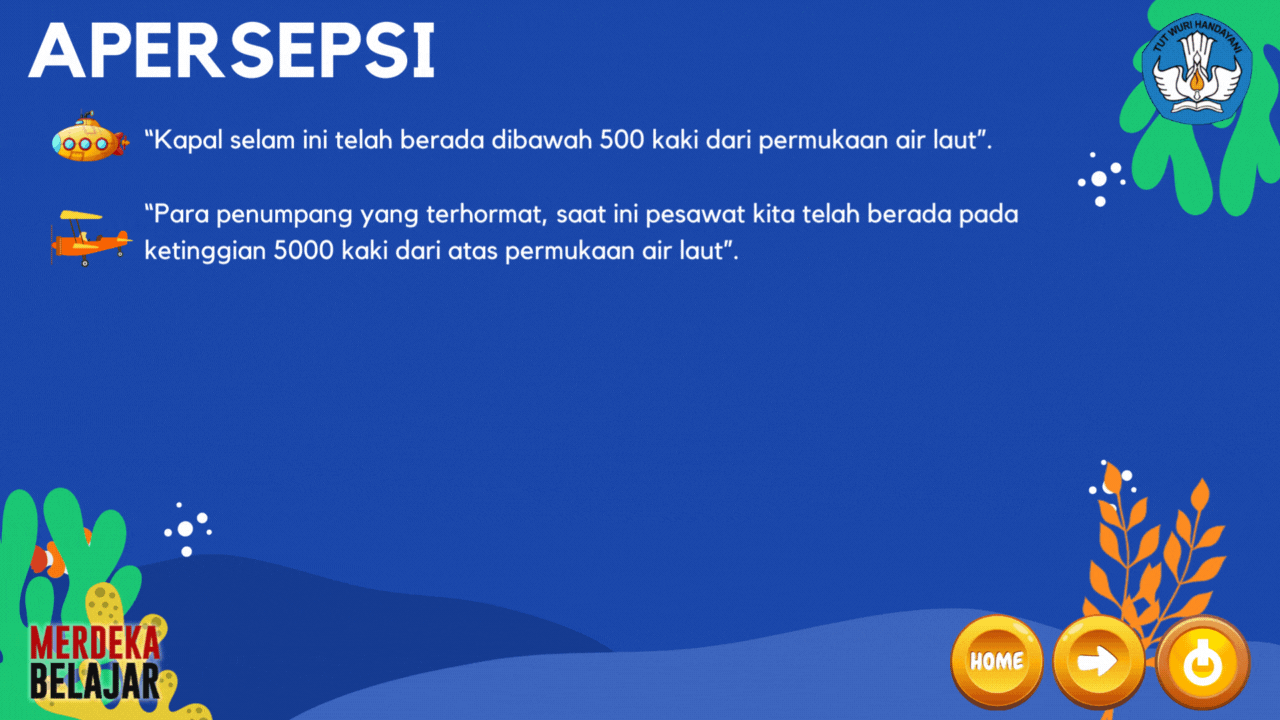 APERSEPSI
TUT WURI HANDAYANI
“Kapal selam ini telah berada dibawah 500 kaki dari permukaan air laut”.
“Para penumpang yang terhormat, saat ini pesawat kita telah berada pada
ketinggian 5000 kaki dari atas permukaan air laut”.
MERDEKA
BELAJAR
HOME